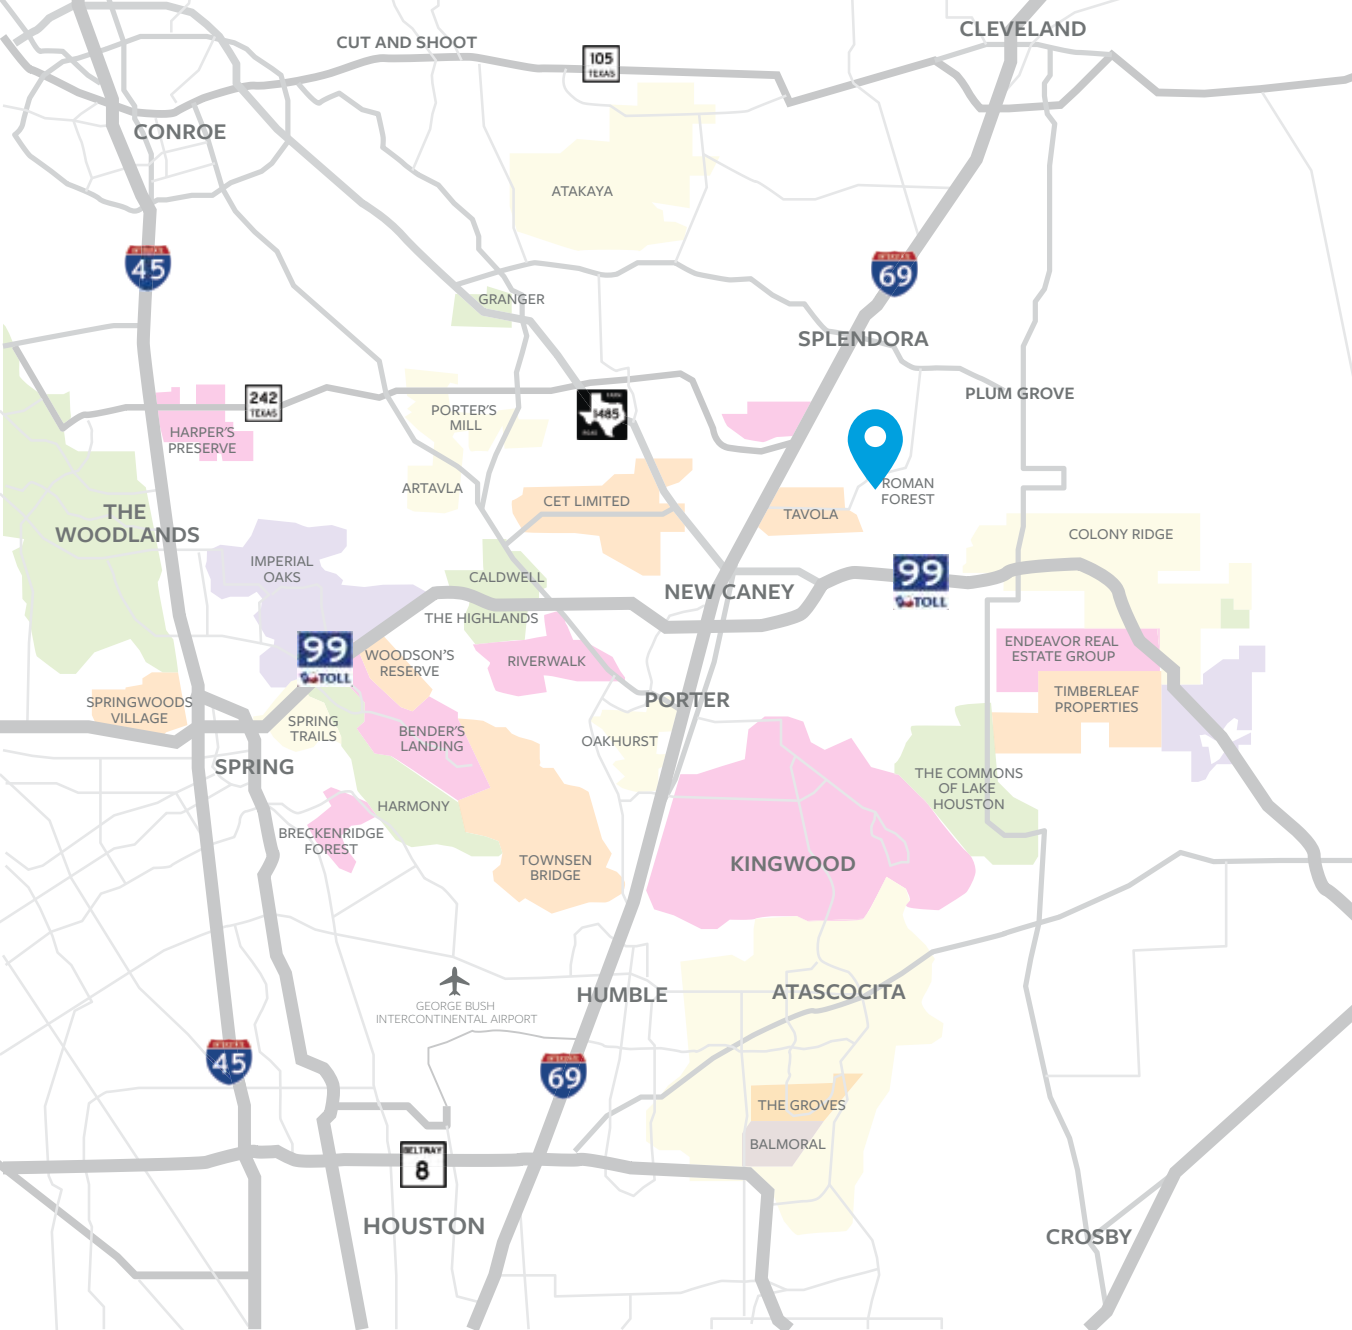 CLEVELAND
CUT AND SHOOT
105
TEXAS
CONROE
ATAKAYA
45
69
GRANGER
SPLENDORA
PLUM GROVE
242
TEXAS
PORTER'S
MILL
1485
HARPER'S
PRESERVE
ARTAVLA
CET LIMITED
TAVOLA
ROMAN
FOREST
THE
WOODLANDS
COLONY RIDGE
IMPERIAL
OAKS
CALDWELL
NEW CANEY
99
TOLL
THE HIGHLANDS
99
TOLL
WOODSON'S
RESERVE
RIVERWALK
ENDEAVOR REAL
ESTATE GROUP
SPRINGWOODS
VILLAGE
PORTER
TIMBERLEAF
PROPERTIES
SPRING
TRAILS
BENDER'S
LANDING
OAKHURST
SPRING
THE COMMONS
OF LAKE
HOUSTON
HARMONY
BRECKENRIDGE
FOREST
TOWNSEN
BRIDGE
KINGWOOD
HUMBLE
ATASCOCITA
GEORGE BUSH
INTERCONTINENTAL AIRPORT
45
69
THE GROVES
BALMORAL
BELTWAY
8
HOUSTON
CROSBY